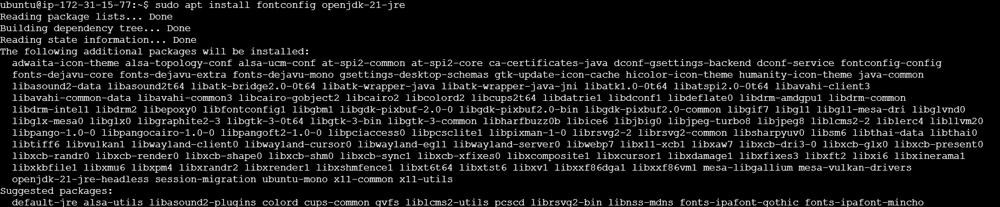 ubuntu@ip-172-31-15-77:~$ sudo apt install fontconfig openjdk-21-jre
Reading package lists... Done
Building dependency tree... Done
Reading state information... Done
The following additional packages will be installed:
  adwaita-icon-theme alsa-topology-conf alsa-ucm-conf at-spi2-common at-spi2-core ca-certificates-java dconf-gsettings-backend dconf-service fontconfig-config
  fonts-dejavu-core fonts-dejavu-extra fonts-dejavu-mono gsettings-desktop-schemas gtk-update-icon-cache hicolor-icon-theme humanity-icon-theme java-common
  libasound2-data libasound2t64 libatk-bridge2.0-0t64 libatk-wrapper-java libatk-wrapper-java-jni libatk1.0-0t64 libatspi2.0-0t64 libavahi-client3
  libavahi-common-data libavahi-common3 libcairo-gobject2 libcairo2 libcolord2 libcups2t64 libdatrie1 libdconf1 libdeflate0 libdrm-amdgpu1 libdrm-common
  libdrm-intel1 libdrm2 libepoxy0 libfontconfig1 libgbm1 libgdk-pixbuf-2.0-0 libgdk-pixbuf2.0-bin libgdk-pixbuf2.0-common libgif7 libgl1 libgl1-mesa-dri libglvnd0
  libglx-mesa0 libglx0 libgraphite2-3 libgtk-3-0t64 libgtk-3-bin libgtk-3-common libharfbuzz0b libice6 libjbig0 libjpeg-turbo8 libjpeg8 liblcms2-2 liblerc4 libllvm20
  libpango-1.0-0 libpangocairo-1.0-0 libpangoft2-1.0-0 libpciaccess0 libpcsclite1 libpixman-1-0 librsvg2-2 librsvg2-common libsharpyuv0 libsm6 libthai-data libthai0
  libtiff6 libvulkan1 libwayland-client0 libwayland-cursor0 libwayland-egl1 libwayland-server0 libwebp7 libx11-xcb1 libxaw7 libxcb-dri3-0 libxcb-glx0 libxcb-present0
  libxcb-randr0 libxcb-render0 libxcb-shape0 libxcb-shm0 libxcb-sync1 libxcb-xfixes0 libxcomposite1 libxcursor1 libxdamage1 libxfixes3 libxft2 libxi6 libxinerama1
  libxkbfile1 libxmu6 libxpm4 libxrandr2 libxrender1 libxshmfence1 libxt6t64 libxtst6 libxv1 libxxf86dga1 libxxf86vm1 mesa-libgallium mesa-vulkan-drivers
  openjdk-21-jre-headless session-migration ubuntu-mono x11-common x11-utils
Suggested packages:
  default-jre alsa-utils libasound2-plugins colord cups-common gvfs liblcms2-utils pcscd librsvg2-bin libnss-mdns fonts-ipafont-gothic fonts-ipafont-mincho